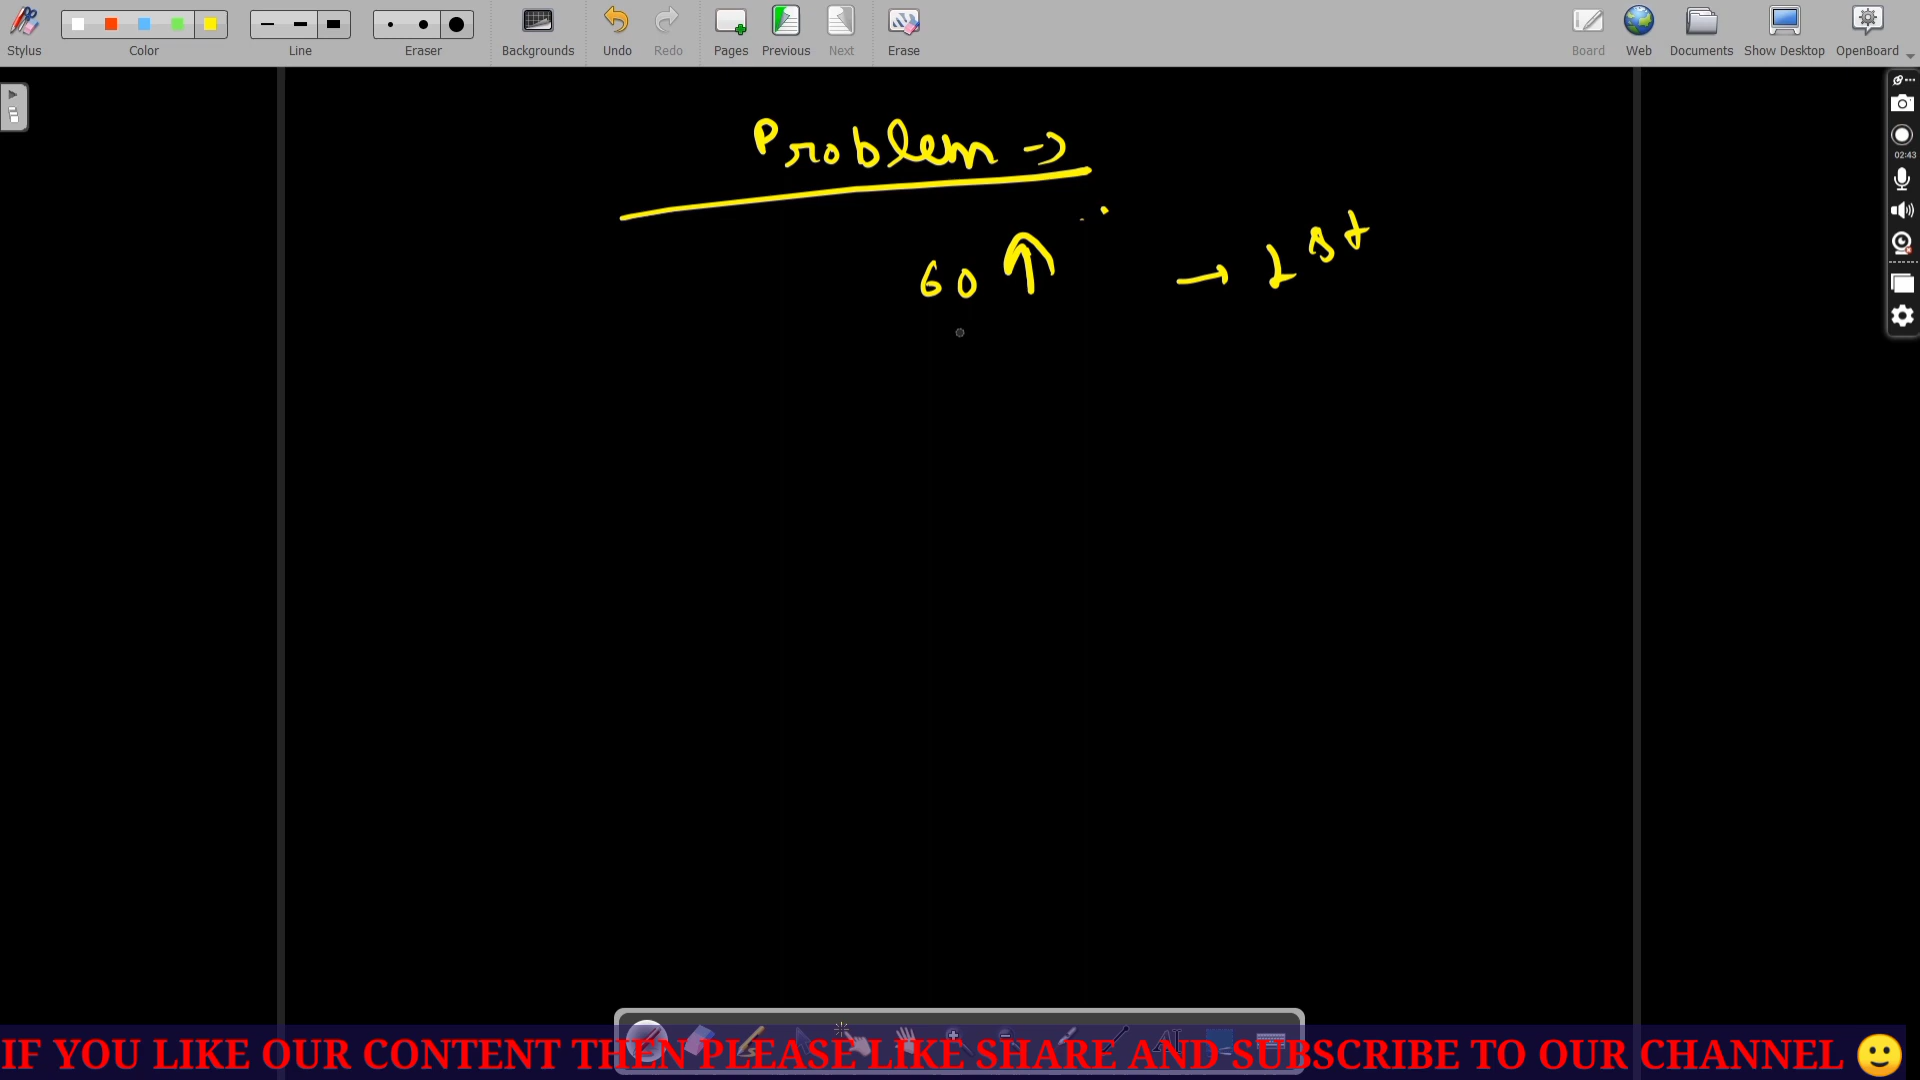 Stylus Color Line Eraser Backgrounds Undo Redo Pages Previous Next Erase Board Web Documents Show Desktop OpenBoard
02:43
Problem ->
60 ↑ → 1st
IF YOU LIKE OUR CONTENT THEN PLEASE LIKE SHARE AND SUBSCRIBE TO OUR CHANNEL 🙂